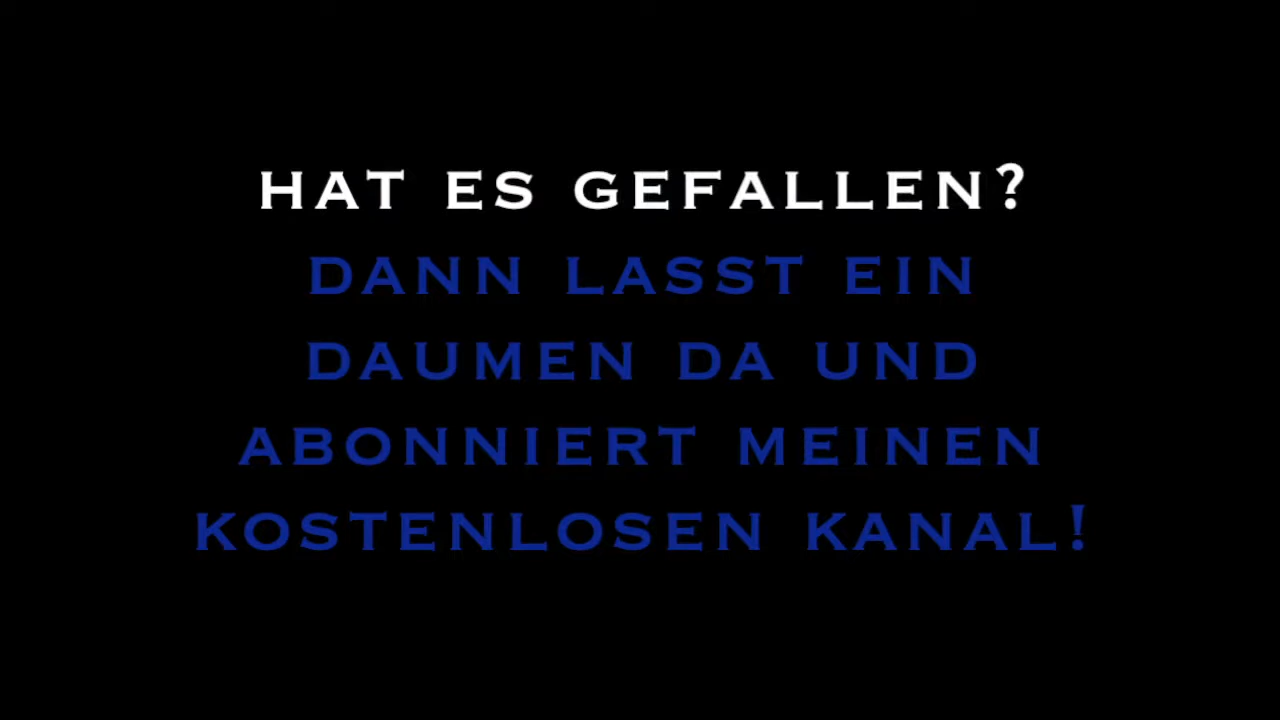 HAT ES GEFALLEN?
DANN LASST EIN
DAUMEN DA UND
ABONNIERT MEINEN
KOSTENLOSEN KANAL!